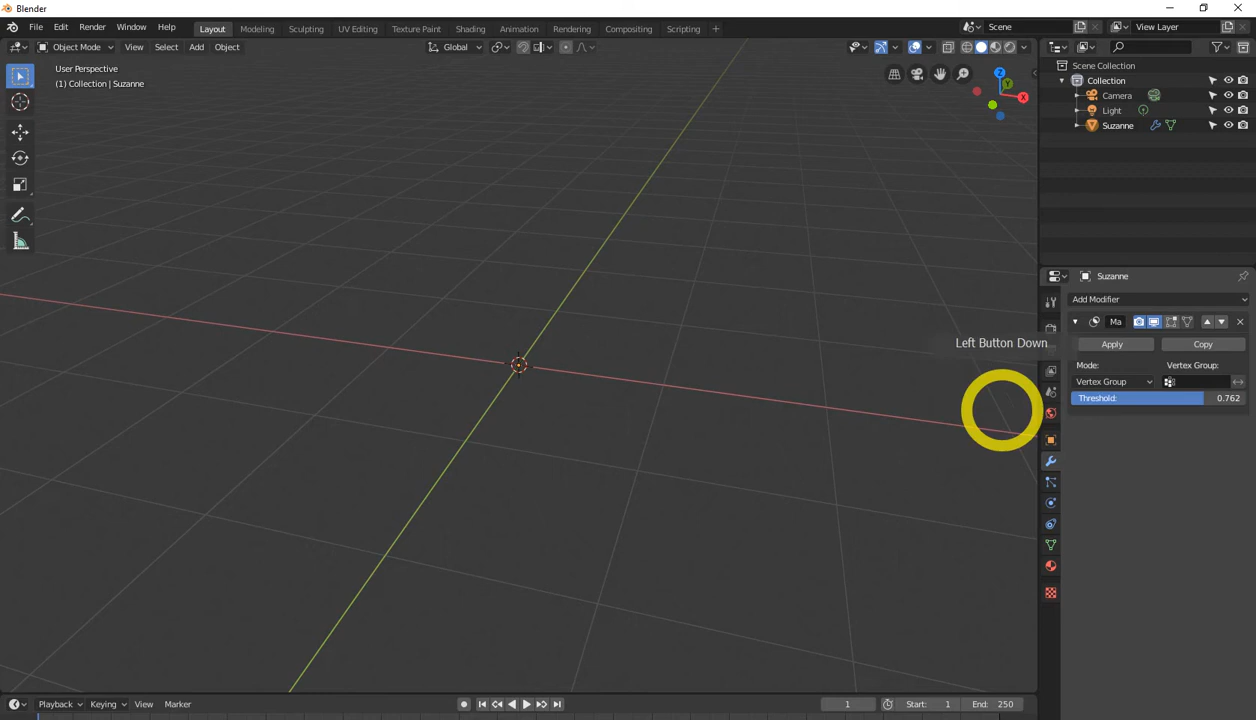 Blender
File Edit Render Window Help
Layout Modeling Sculpting UV Editing Texture Paint Shading Animation Rendering Compositing Scripting +
Scene
View Layer
Object Mode View Select Add Object
Global
User Perspective
(1) Collection | Suzanne
Z
Y
X
Scene Collection
Collection
Camera
Light
Suzanne
Suzanne
Add Modifier
Ma
Apply Copy
Mode: Vertex Group:
Vertex Group
Threshold: 0.762
Left Button Down
Playback Keying View Marker
1 Start: 1 End: 250